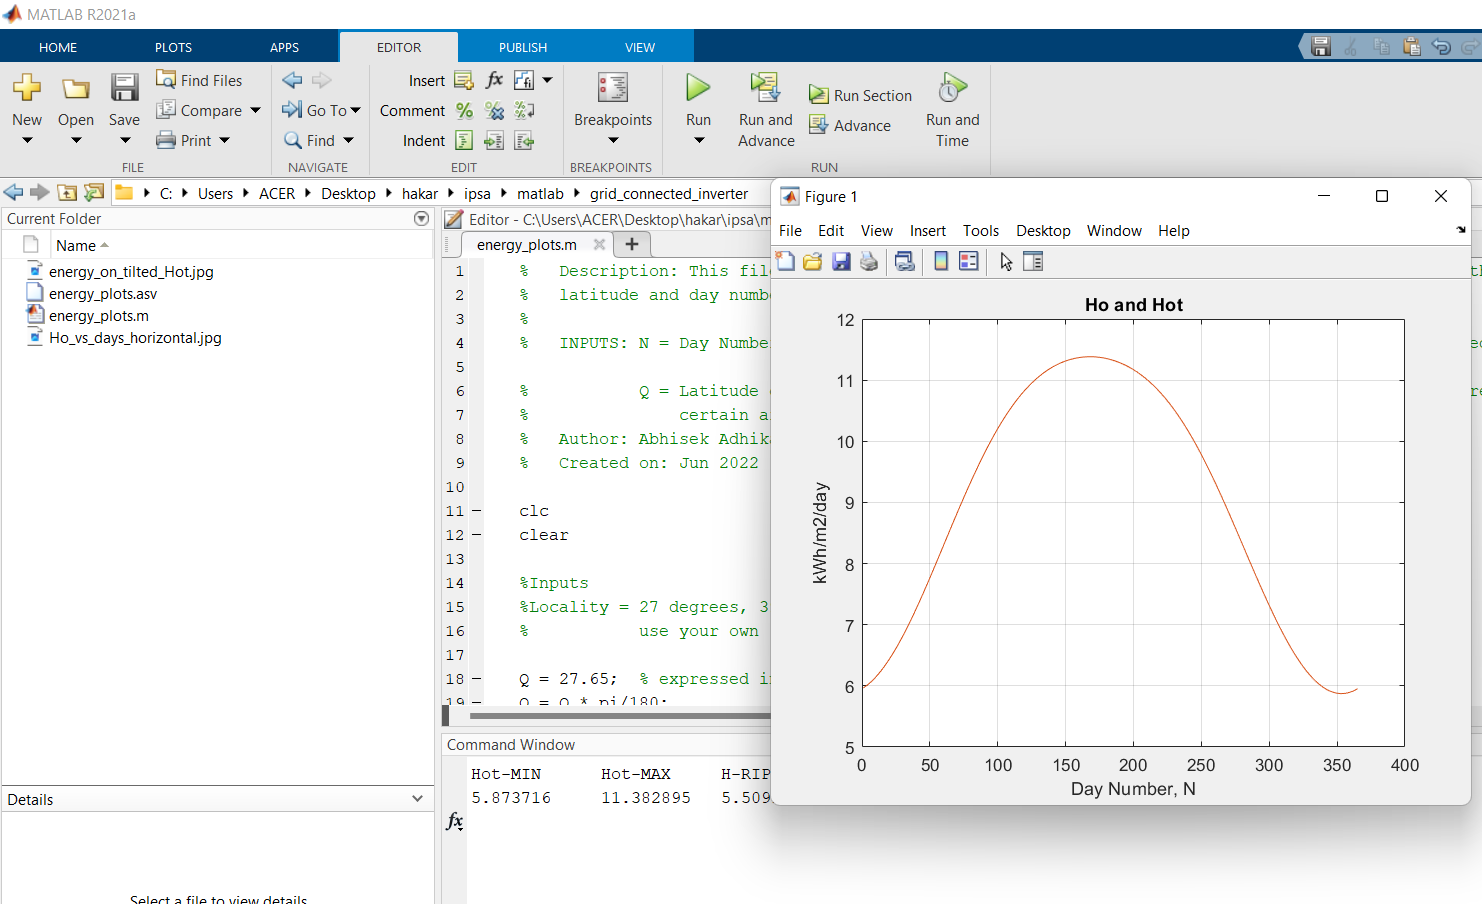 MATLAB R2021a
HOME PLOTS APPS EDITOR PUBLISH VIEW
New Open Save Find Files Compare Print
FILE
Go To Find
NAVIGATE
Insert fx fi
Comment % %
Indent
EDIT
Breakpoints
BREAKPOINTS
Run Run and Advance Run Section Advance Run and Time
RUN
C: Users ACER Desktop hakar ipsa matlab grid_connected_inverter
Current Folder
Name
energy_on_tilted_Hot.jpg
energy_plots.asv
energy_plots.m
Ho_vs_days_horizontal.jpg
Details
Select a file to view details
Editor - C:\Users\ACER\Desktop\hakar\ipsa\m
energy_plots.m
1 % Description: This fil
2 % latitude and day numb
3 %
4 % INPUTS: N = Day Numbe
5
6 % Q = Latitude
7 % certain a
8 % Author: Abhisek Adhik
9 % Created on: Jun 2022
10
11 clc
12 clear
13
14 %Inputs
15 %Locality = 27 degrees, 3
16 % use your own
17
18 Q = 27.65; % expressed i
19 Q = Q * pi/180;
Command Window
Hot-MIN Hot-MAX H-RIP
5.873716 11.382895 5.509
fx
Figure 1
File Edit View Insert Tools Desktop Window Help
Ho and Hot
12
11
10
9
8
7
6
5
kWh/m2/day
0 50 100 150 200 250 300 350 400
Day Number, N